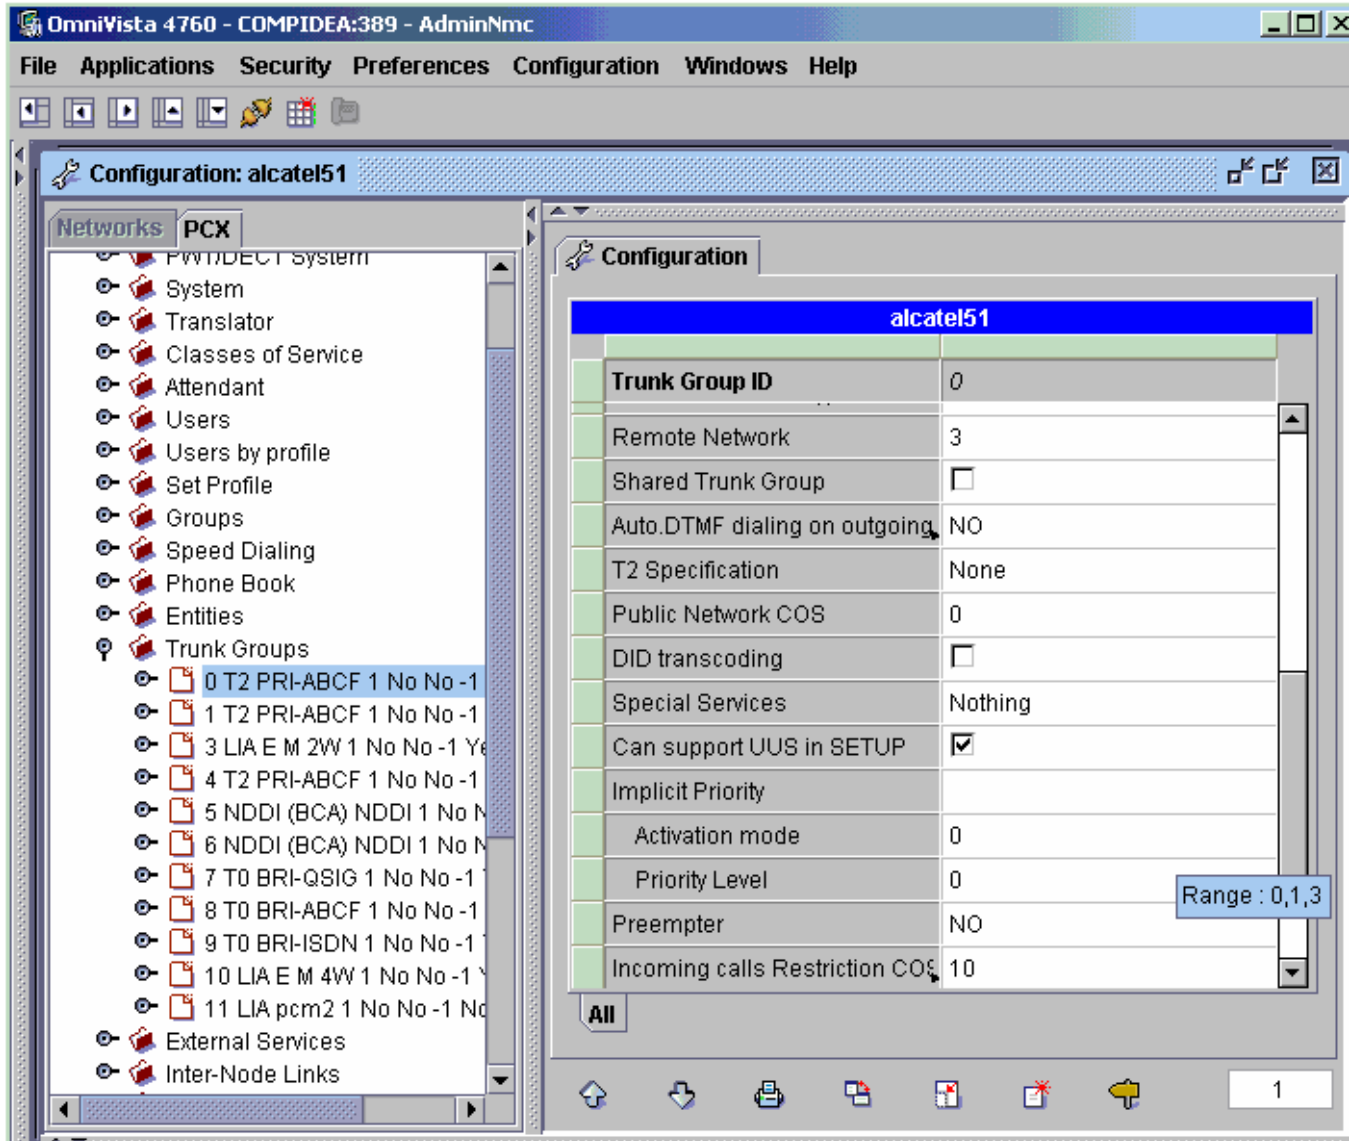 OmniVista 4760 - COMPIDEA:389 - AdminNmc
File Applications Security Preferences Configuration Windows Help
Configuration: alcatel51
Networks PCX
PWT/DECT System
System
Translator
Classes of Service
Attendant
Users
Users by profile
Set Profile
Groups
Speed Dialing
Phone Book
Entities
Trunk Groups
0 T2 PRI-ABCF 1 No No -1
1 T2 PRI-ABCF 1 No No -1
3 LIA E M 2W 1 No No -1 Ye
4 T2 PRI-ABCF 1 No No -1
5 NDDI (BCA) NDDI 1 No N
6 NDDI (BCA) NDDI 1 No N
7 T0 BRI-QSIG 1 No No -1
8 T0 BRI-ABCF 1 No No -1
9 T0 BRI-ISDN 1 No No -1
10 LIA E M 4W 1 No No -1
11 LIA pcm2 1 No No -1 No
External Services
Inter-Node Links
Configuration
alcatel51
Trunk Group ID 0
Remote Network 3
Shared Trunk Group
Auto.DTMF dialing on outgoing NO
T2 Specification None
Public Network COS 0
DID transcoding
Special Services Nothing
Can support UUS in SETUP
Implicit Priority
Activation mode 0
Priority Level 0
Range : 0,1,3
Preempter NO
Incoming calls Restriction COS 10
All
1